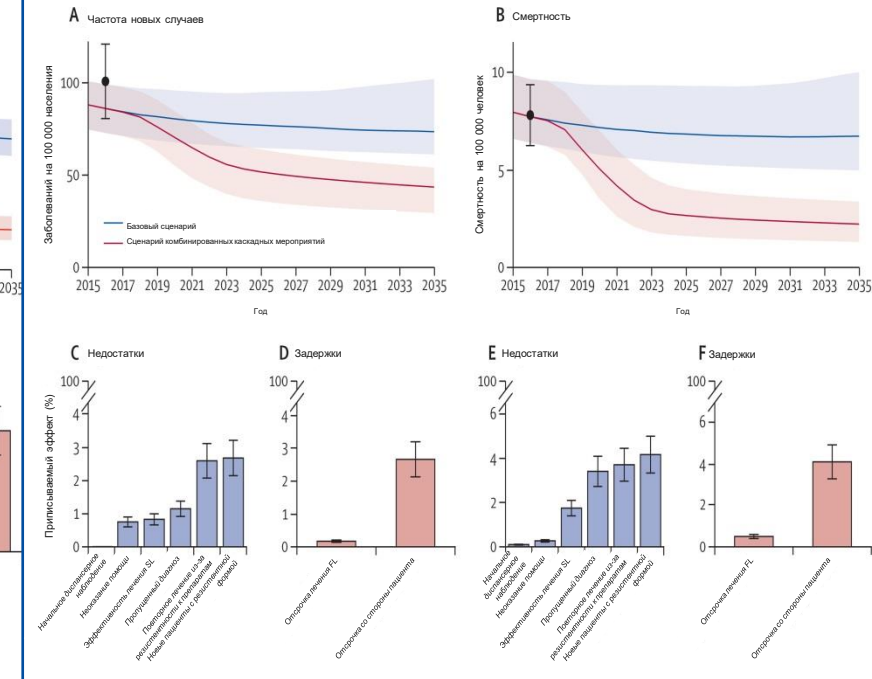 A Частота новых случаев
Заболеваний на 100 000 населения
100
50
0
Базовый сценарий
Сценарий комбинированных каскадных мероприятий
2015 2017 2019 2021 2023 2025 2027 2029 2031 2033 2035
Год
B Смертность
Смертность на 100 000 человек
10
5
0
2015 2017 2019 2021 2023 2025 2027 2029 2031 2033 2035
Год
2035
C Недостатки
Приписываемый эффект (%)
100
4
3
2
1
0
Начальное диспансерное
наблюдение
Неоказание помощи
Эффективность лечения SL
Пропущенный диагноз
Повторное лечение из-за
резистентности к препаратам
Новые пациенты с резистентной
формой
D Задержки
100
4
3
2
1
0
Отсрочка лечения FL
Отсрочка со стороны пациента
E Недостатки
100
6
4
2
0
Начальное
диспансерное
наблюдение
Неоказание помощи
Эффективность лечения SL
Пропущенный диагноз
Повторное лечение из-за
резистентности к препаратам
Новые пациенты с резистентной
формой
F Задержки
100
6
4
2
0
Отсрочка лечения FL
Отсрочка со стороны пациента